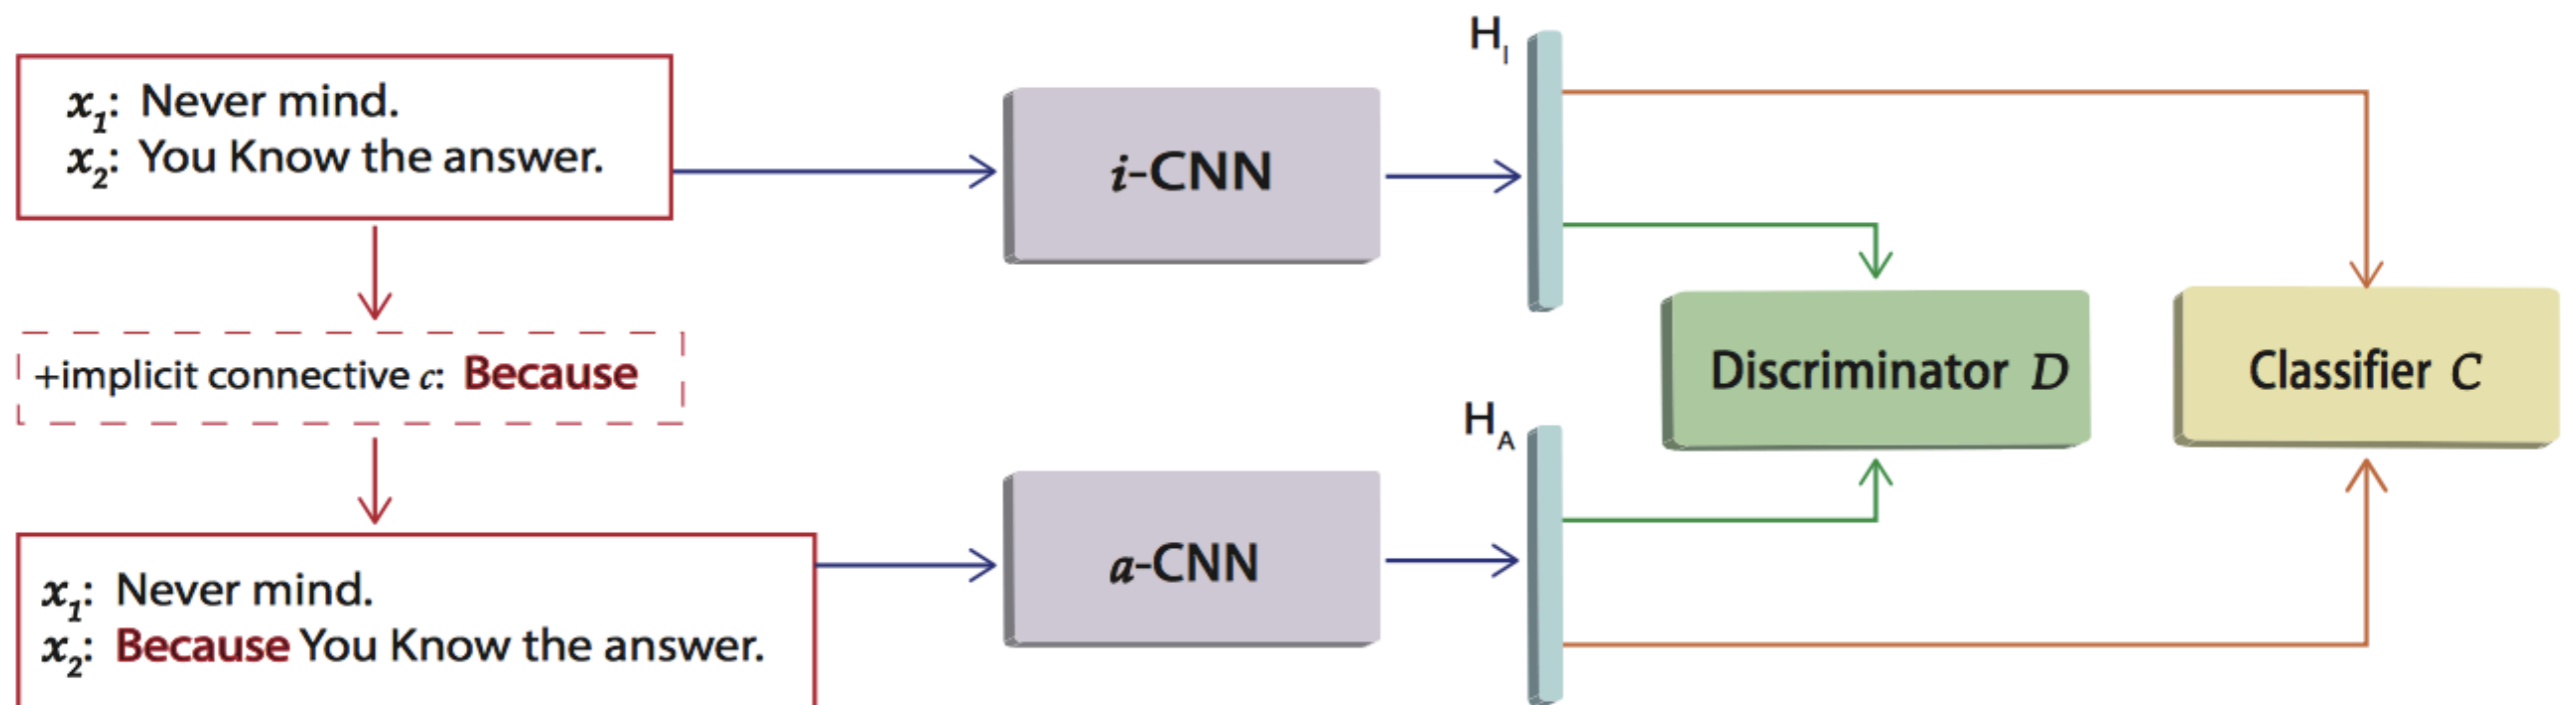 x1: Never mind.
x2: You Know the answer.
+implicit connective c: Because
x1: Never mind.
x2: Because You Know the answer.
i-CNN
a-CNN
HI
HA
Discriminator D
Classifier C